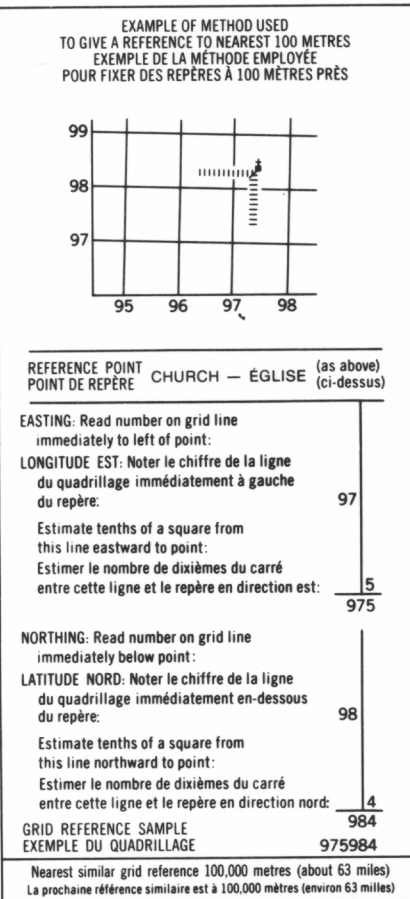 EXAMPLE OF METHOD USED
TO GIVE A REFERENCE TO NEAREST 100 METRES
EXEMPLE DE LA MÉTHODE EMPLOYÉE
POUR FIXER DES REPÈRES À 100 MÈTRES PRÈS
99
98
97
95 96 97 98
REFERENCE POINT
POINT DE REPÈRE
CHURCH — ÉGLISE
(as above)
(ci-dessus)
EASTING: Read number on grid line
immediately to left of point:
LONGITUDE EST: Noter le chiffre de la ligne
du quadrillage immédiatement à gauche
du repère: 97
Estimate tenths of a square from
this line eastward to point:
Estimer le nombre de dixièmes du carré
entre cette ligne et le repère en direction est: 5
975
NORTHING: Read number on grid line
immediately below point:
LATITUDE NORD: Noter le chiffre de la ligne
du quadrillage immédiatement en-dessous
du repère: 98
Estimate tenths of a square from
this line northward to point:
Estimer le nombre de dixièmes du carré
entre cette ligne et le repère en direction nord: 4
984
GRID REFERENCE SAMPLE
EXEMPLE DU QUADRILLAGE 975984
Nearest similar grid reference 100,000 metres (about 63 miles)
La prochaine référence similaire est à 100,000 mètres (environ 63 milles)